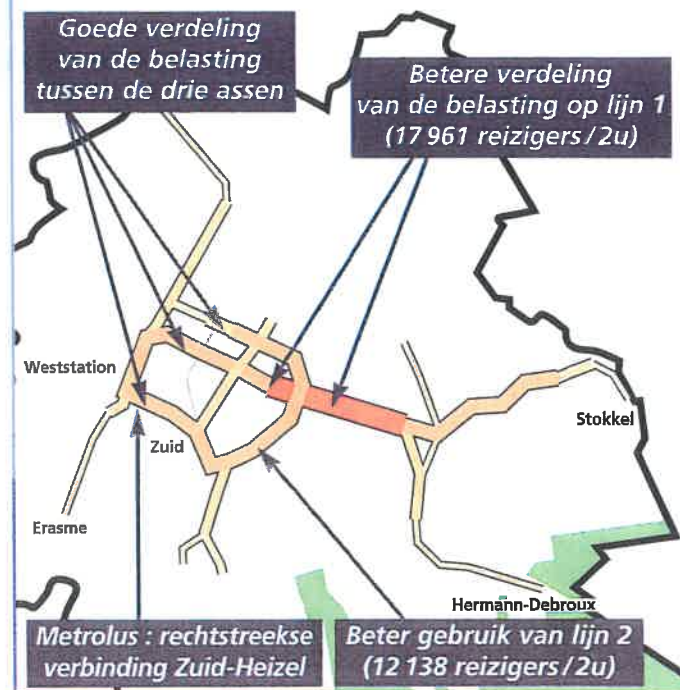 Goede verdeling
van de belasting
tussen de drie assen
Betere verdeling
van de belasting op lijn 1
(17 961 reizigers/2u)
Weststation
Zuid
Stokkel
Erasme
Hermann-Debroux
Metrolus : rechtstreekse
verbinding Zuid-Heizel
Beter gebruik van lijn 2
(12 138 reizigers/2u)